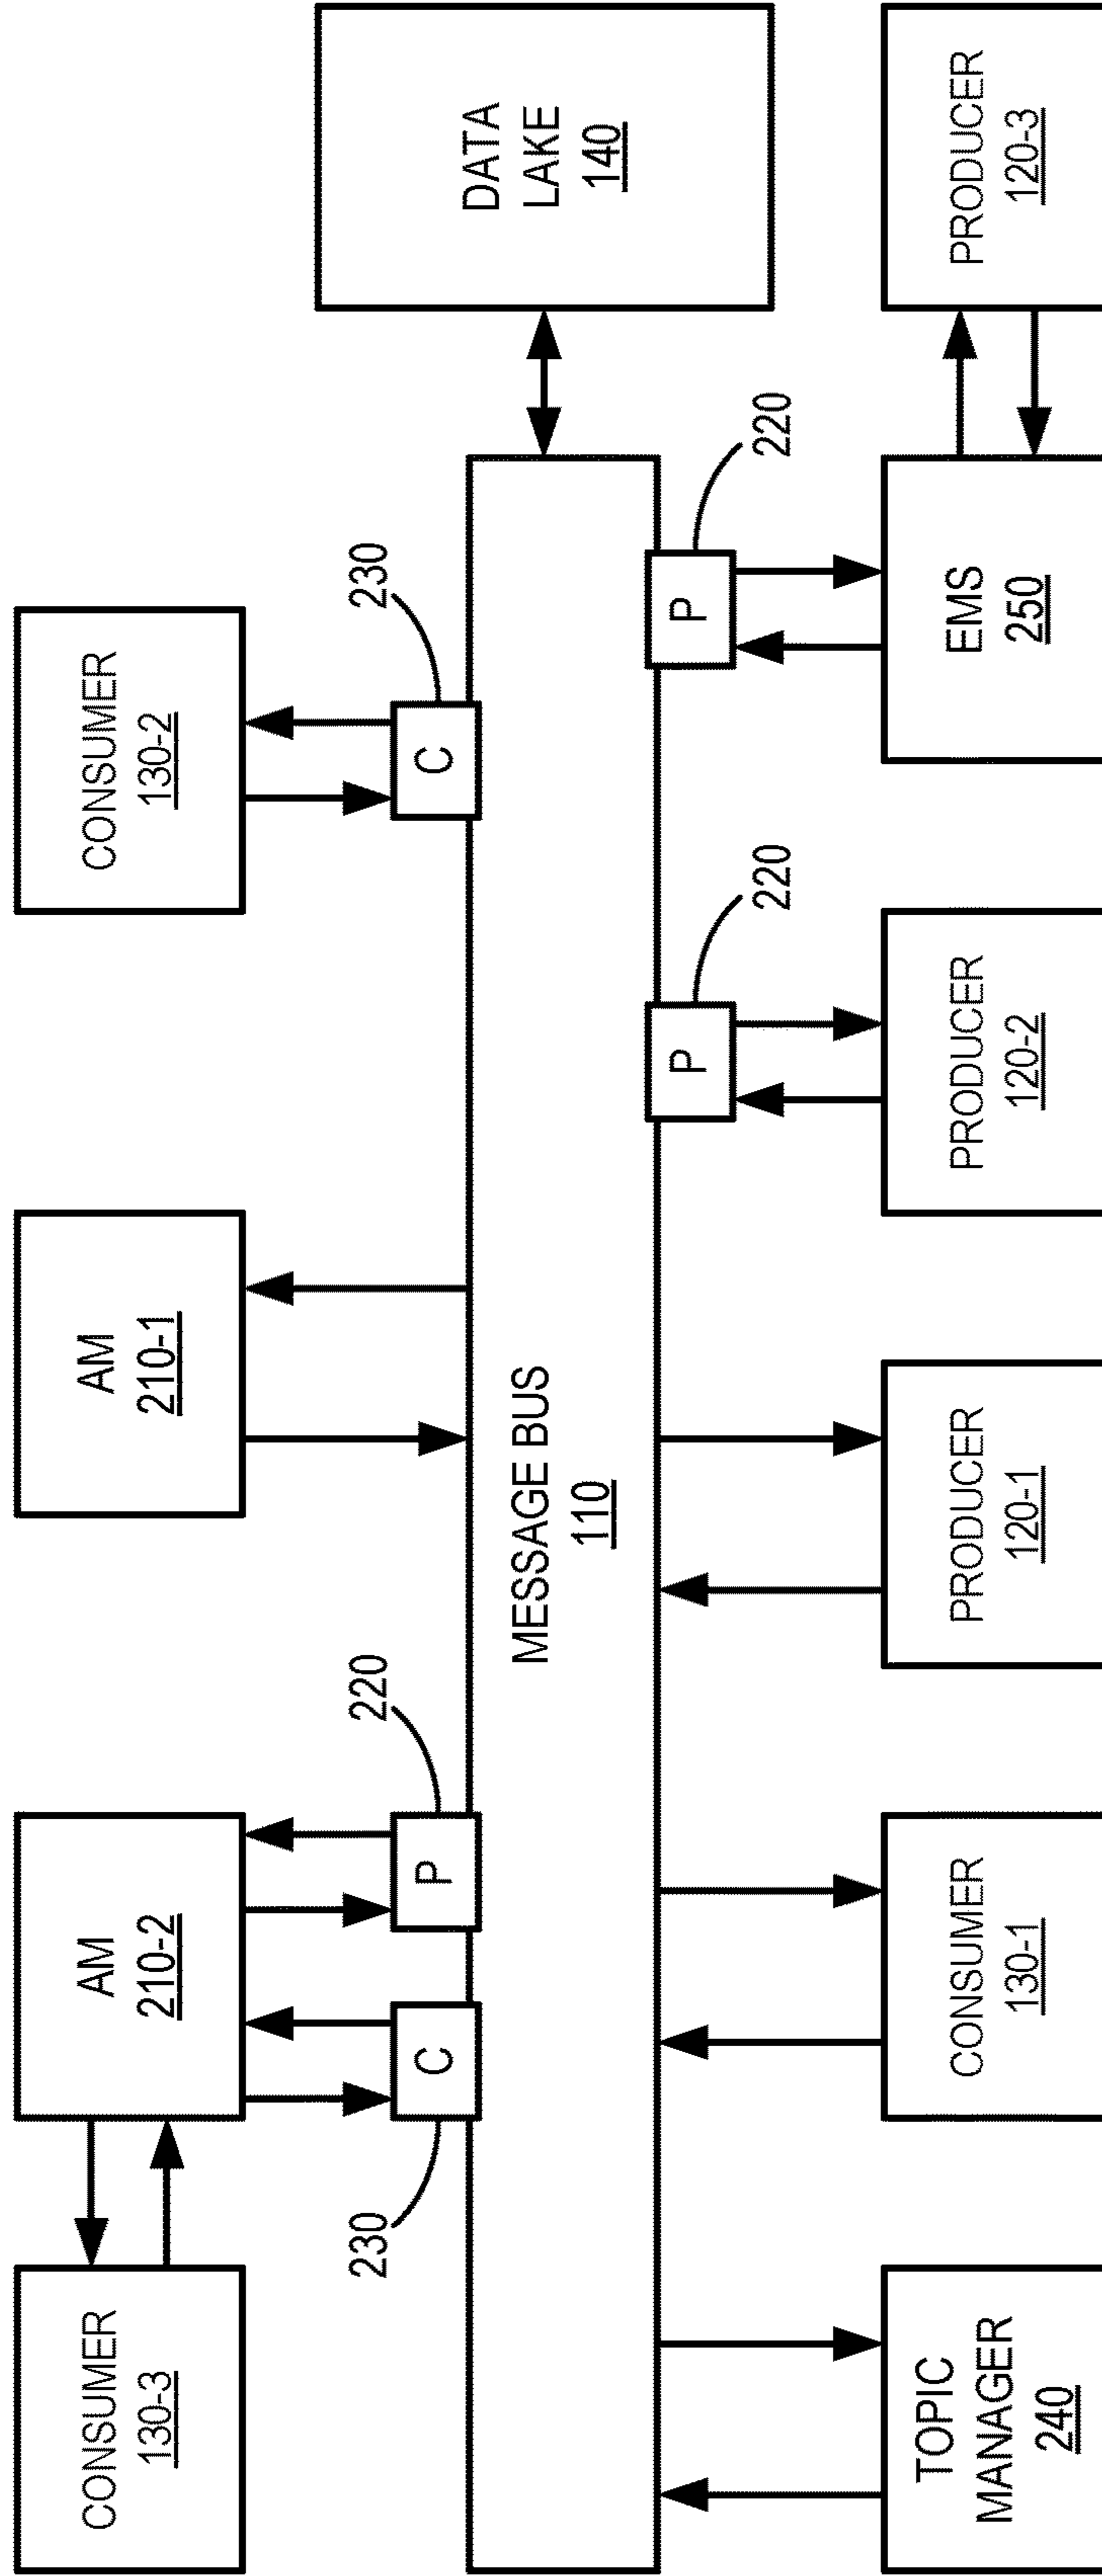 CONSUMER
130-3
AM
210-2
AM
210-1
CONSUMER
130-2
230
C
P
220
C
230
DATA
LAKE
140
MESSAGE BUS
110
P
220
P
220
TOPIC
MANAGER
240
CONSUMER
130-1
PRODUCER
120-1
PRODUCER
120-2
EMS
250
PRODUCER
120-3